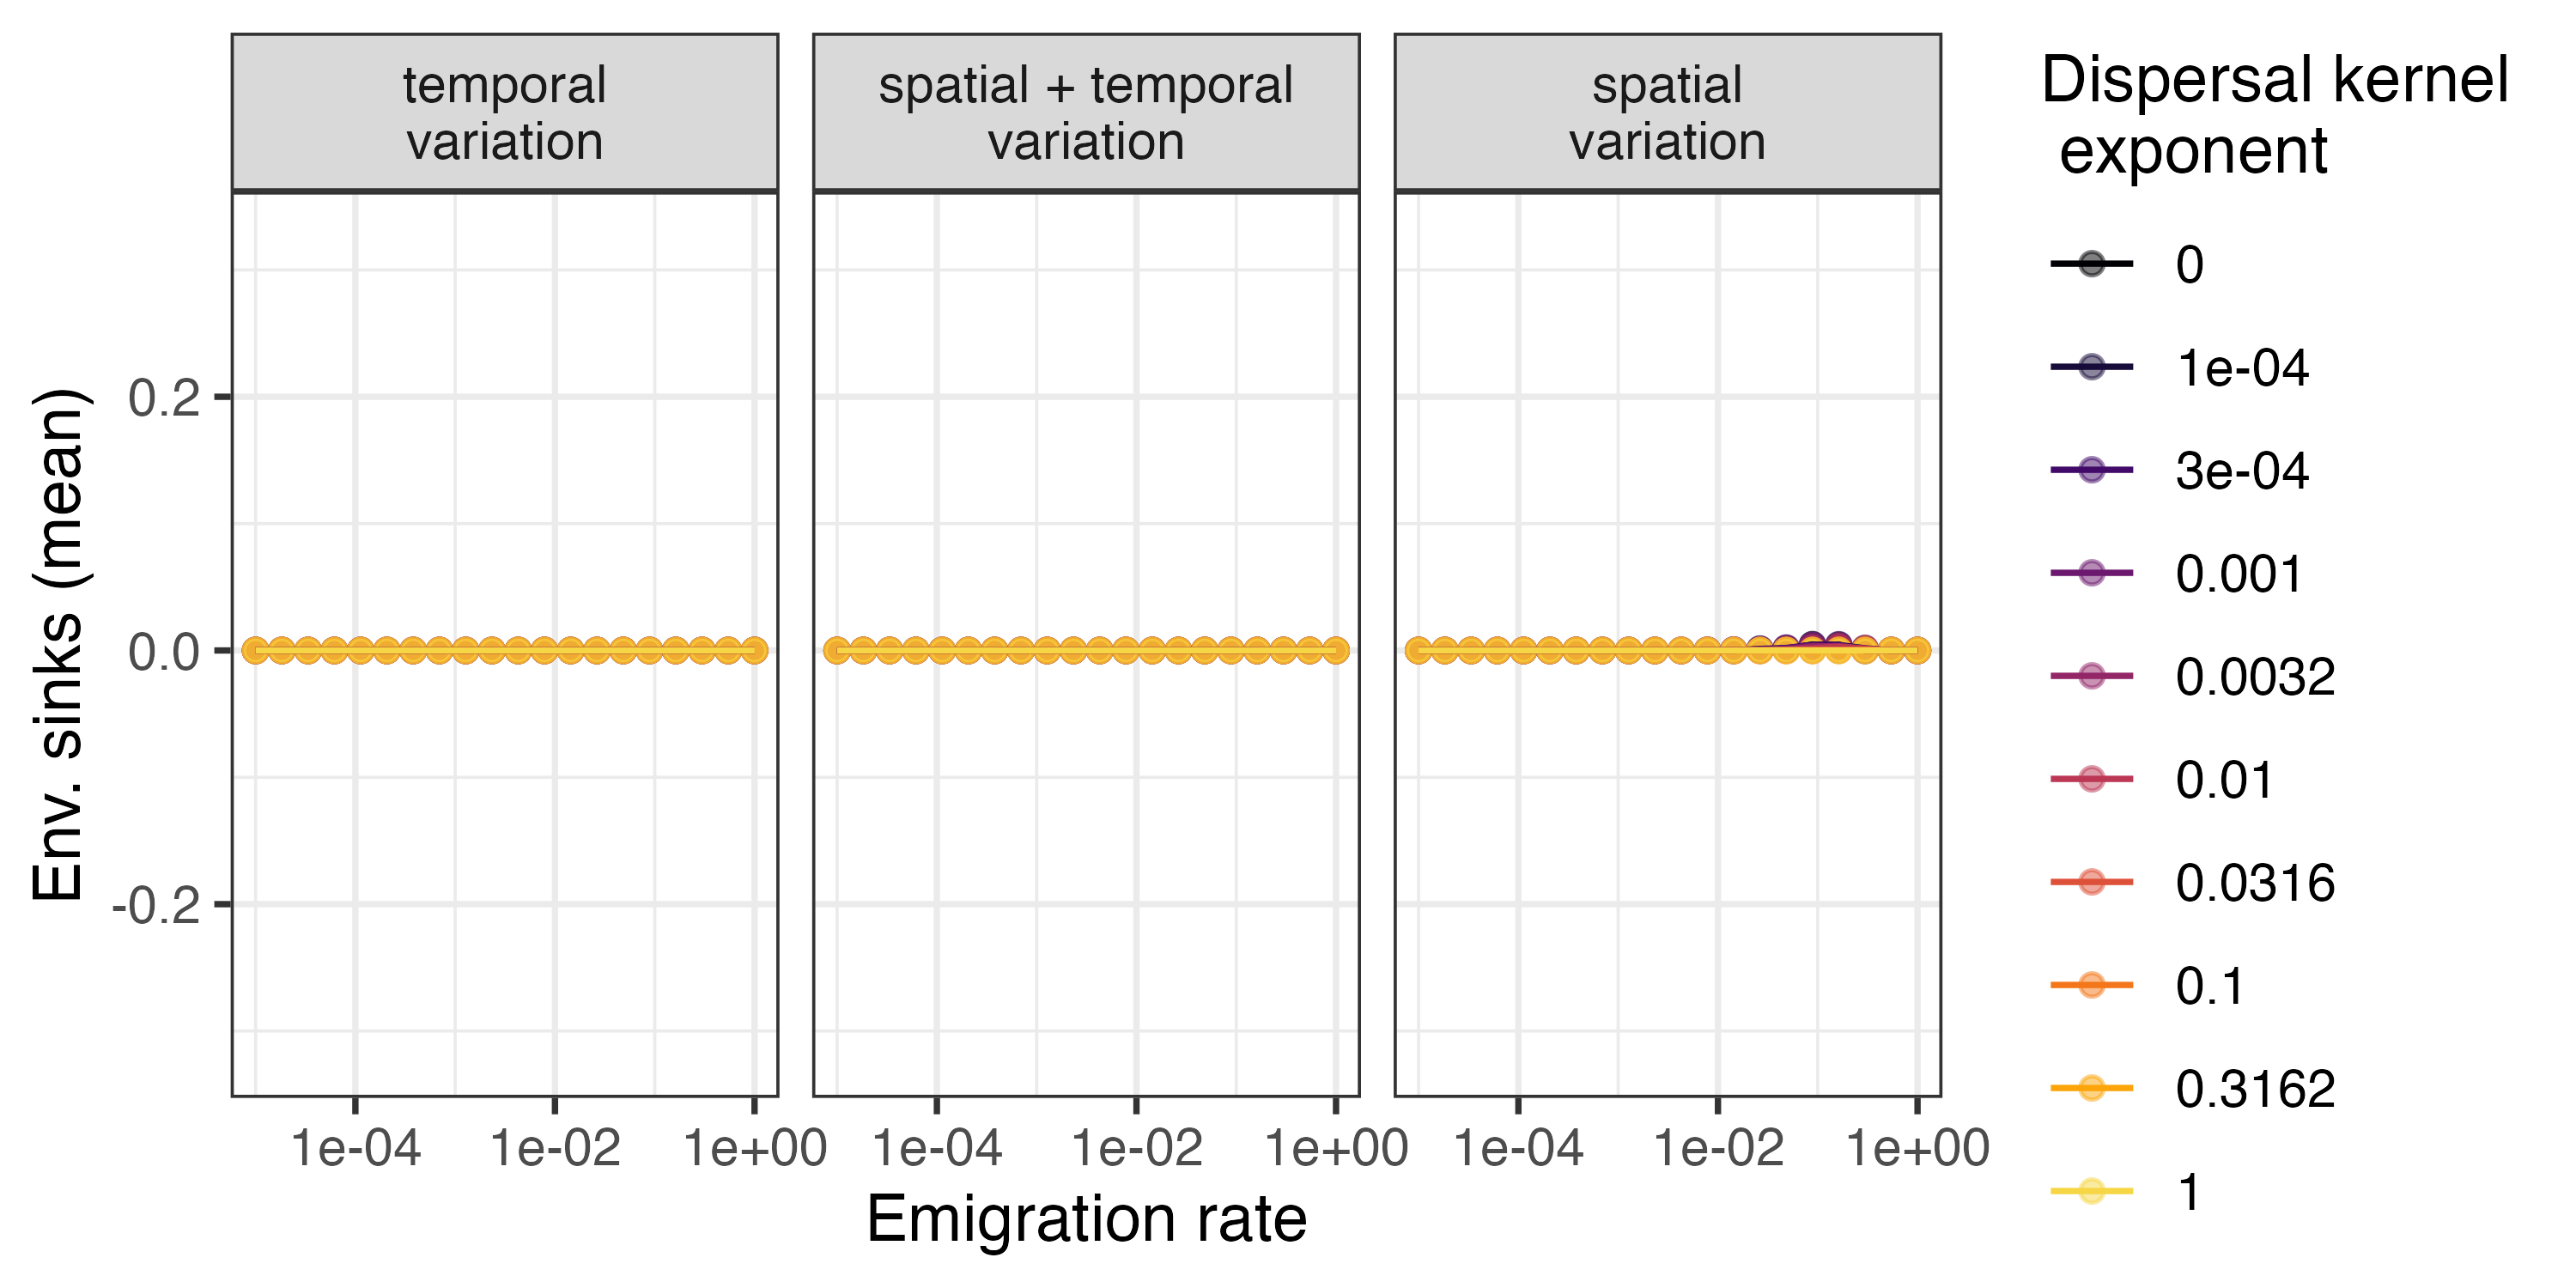 temporal
variation
spatial + temporal
variation
spatial
variation
Dispersal kernel
exponent
0
1e-04
3e-04
0.001
0.0032
0.01
0.0316
0.1
0.3162
1
Env. sinks (mean)
0.2
0.0
-0.2
1e-04 1e-02 1e+00 1e-04 1e-02 1e+00 1e-04 1e-02 1e+00
Emigration rate